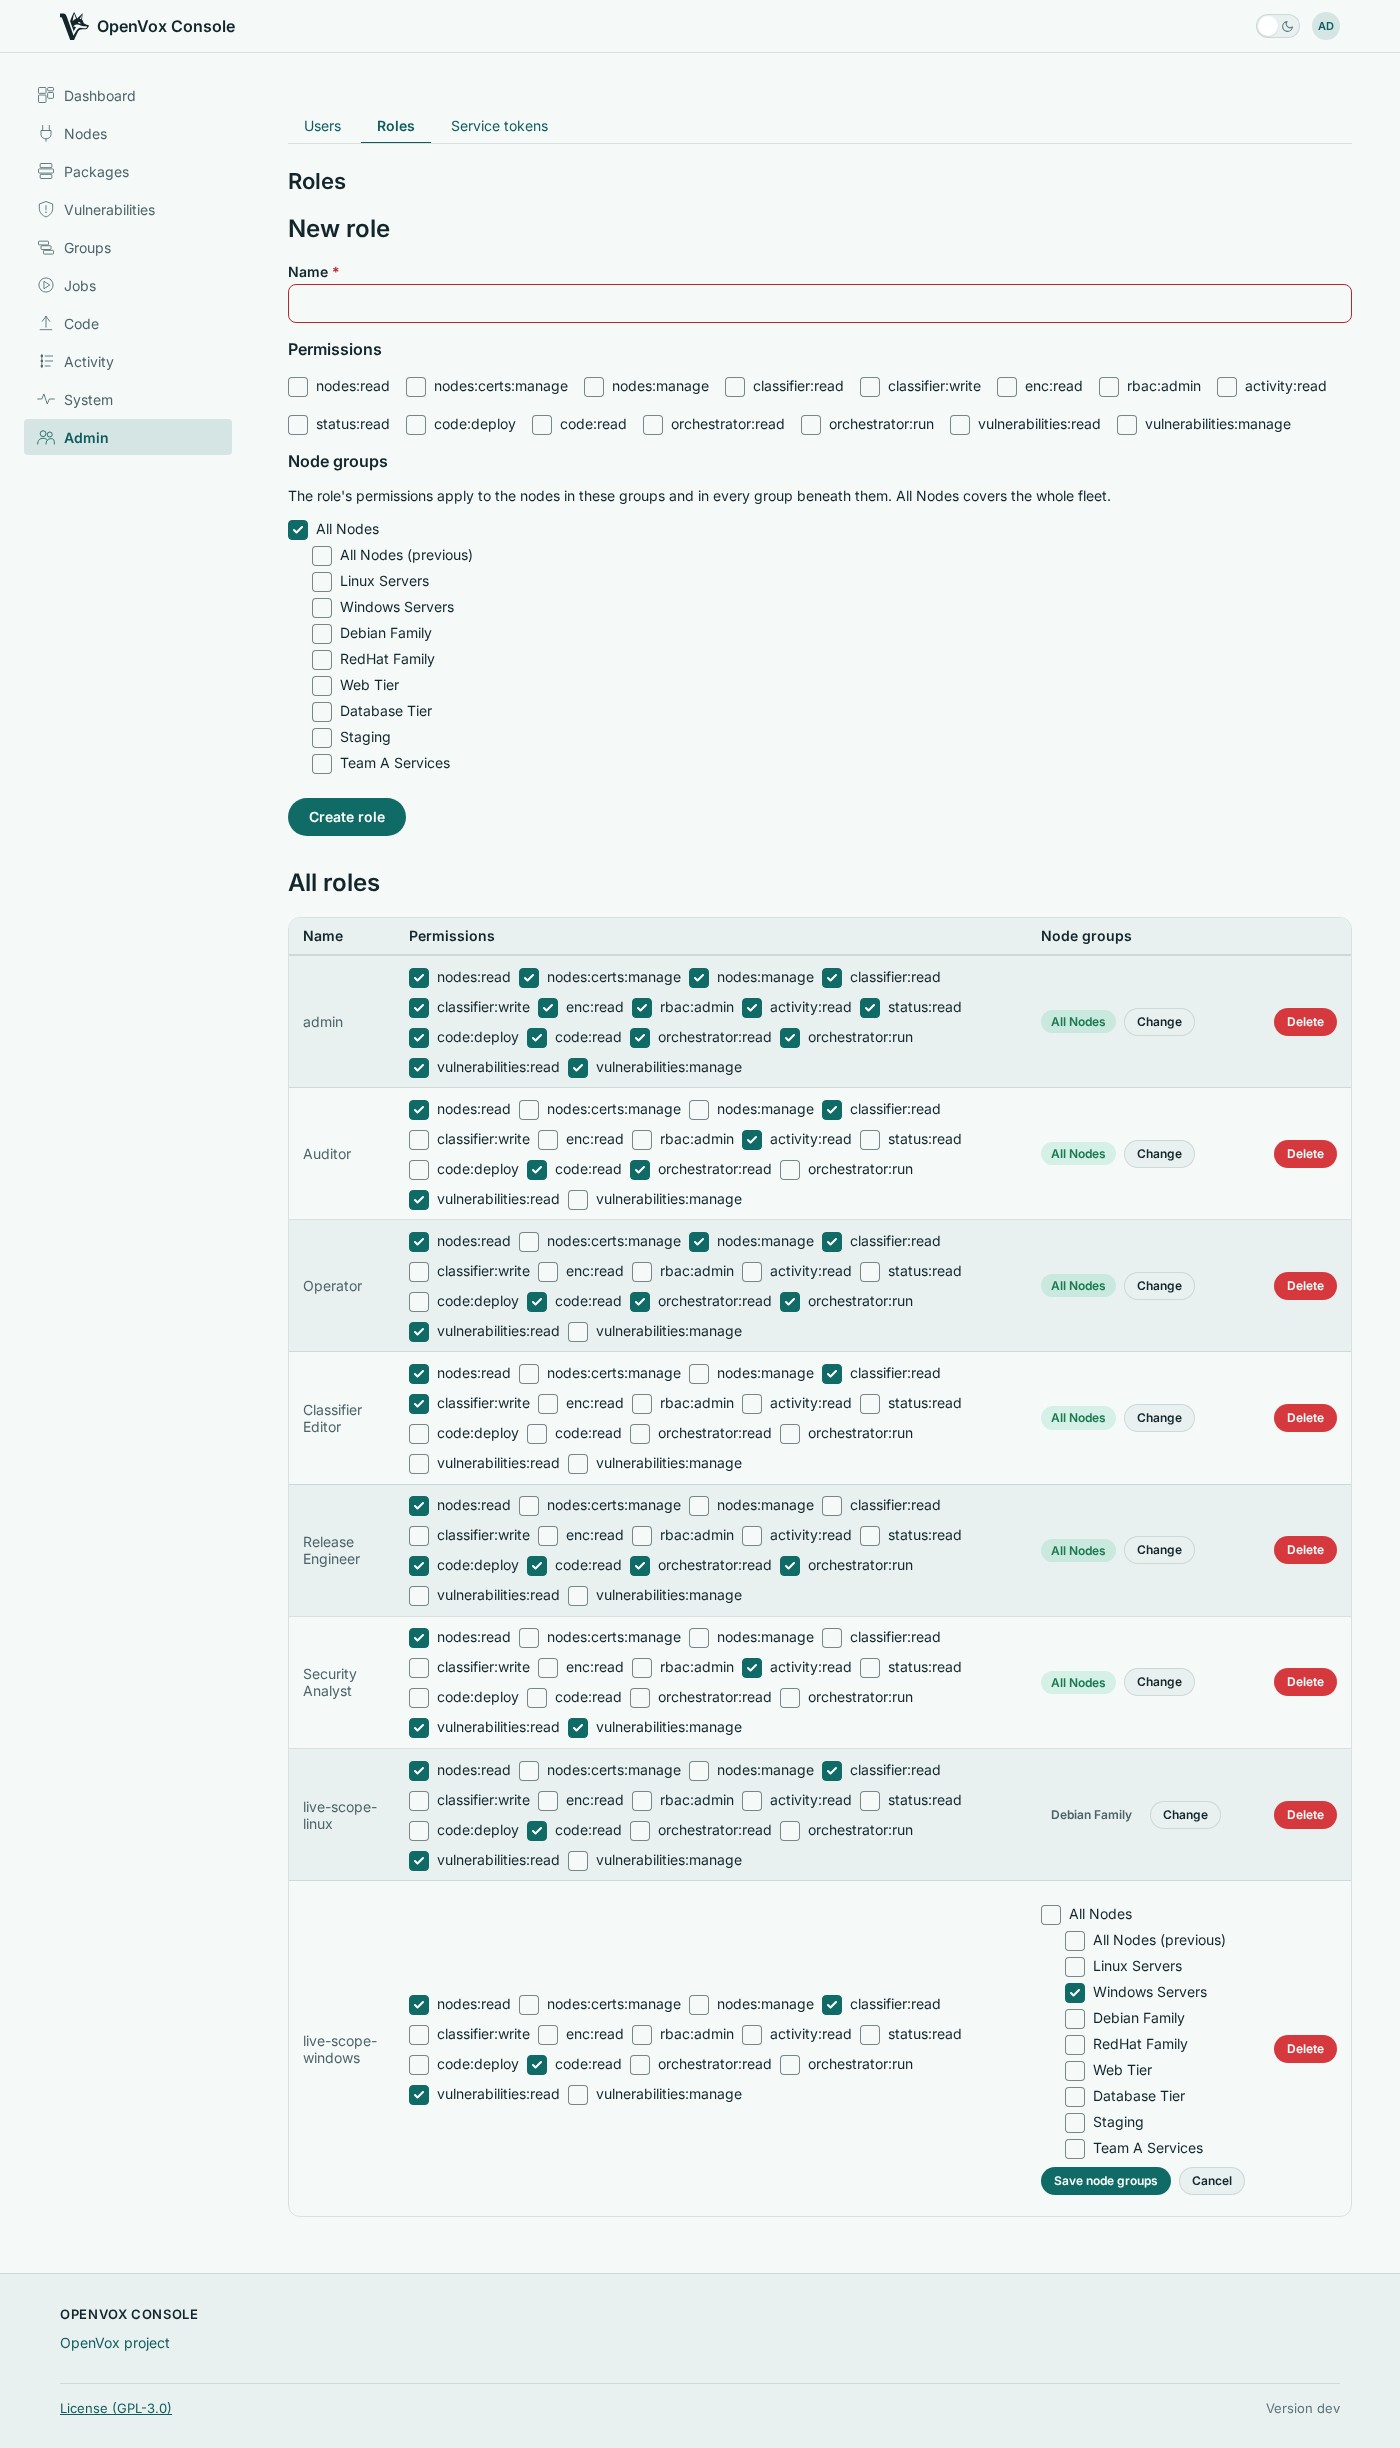 OpenVox Console
AD
Dashboard
Nodes
Packages
Vulnerabilities
Groups
Jobs
Code
Activity
System
Admin
Users Roles Service tokens
Roles
New role
Name *
Permissions
nodes:read nodes:certs:manage nodes:manage classifier:read classifier:write enc:read rbac:admin activity:read
status:read code:deploy code:read orchestrator:read orchestrator:run vulnerabilities:read vulnerabilities:manage
Node groups
The role's permissions apply to the nodes in these groups and in every group beneath them. All Nodes covers the whole fleet.
All Nodes
All Nodes (previous)
Linux Servers
Windows Servers
Debian Family
RedHat Family
Web Tier
Database Tier
Staging
Team A Services
Create role
All roles
Name Permissions Node groups
admin
nodes:read nodes:certs:manage nodes:manage classifier:read
classifier:write enc:read rbac:admin activity:read status:read
code:deploy code:read orchestrator:read orchestrator:run
vulnerabilities:read vulnerabilities:manage
All Nodes Change Delete
Auditor
nodes:read nodes:certs:manage nodes:manage classifier:read
classifier:write enc:read rbac:admin activity:read status:read
code:deploy code:read orchestrator:read orchestrator:run
vulnerabilities:read vulnerabilities:manage
All Nodes Change Delete
Operator
nodes:read nodes:certs:manage nodes:manage classifier:read
classifier:write enc:read rbac:admin activity:read status:read
code:deploy code:read orchestrator:read orchestrator:run
vulnerabilities:read vulnerabilities:manage
All Nodes Change Delete
Classifier
Editor
nodes:read nodes:certs:manage nodes:manage classifier:read
classifier:write enc:read rbac:admin activity:read status:read
code:deploy code:read orchestrator:read orchestrator:run
vulnerabilities:read vulnerabilities:manage
All Nodes Change Delete
Release
Engineer
nodes:read nodes:certs:manage nodes:manage classifier:read
classifier:write enc:read rbac:admin activity:read status:read
code:deploy code:read orchestrator:read orchestrator:run
vulnerabilities:read vulnerabilities:manage
All Nodes Change Delete
Security
Analyst
nodes:read nodes:certs:manage nodes:manage classifier:read
classifier:write enc:read rbac:admin activity:read status:read
code:deploy code:read orchestrator:read orchestrator:run
vulnerabilities:read vulnerabilities:manage
All Nodes Change Delete
live-scope-
linux
nodes:read nodes:certs:manage nodes:manage classifier:read
classifier:write enc:read rbac:admin activity:read status:read
code:deploy code:read orchestrator:read orchestrator:run
vulnerabilities:read vulnerabilities:manage
Debian Family Change Delete
live-scope-
windows
nodes:read nodes:certs:manage nodes:manage classifier:read
classifier:write enc:read rbac:admin activity:read status:read
code:deploy code:read orchestrator:read orchestrator:run
vulnerabilities:read vulnerabilities:manage
All Nodes
All Nodes (previous)
Linux Servers
Windows Servers
Debian Family
RedHat Family
Web Tier
Database Tier
Staging
Team A Services
Save node groups Cancel
Delete
OPENVOX CONSOLE
OpenVox project
License (GPL-3.0)
Version dev